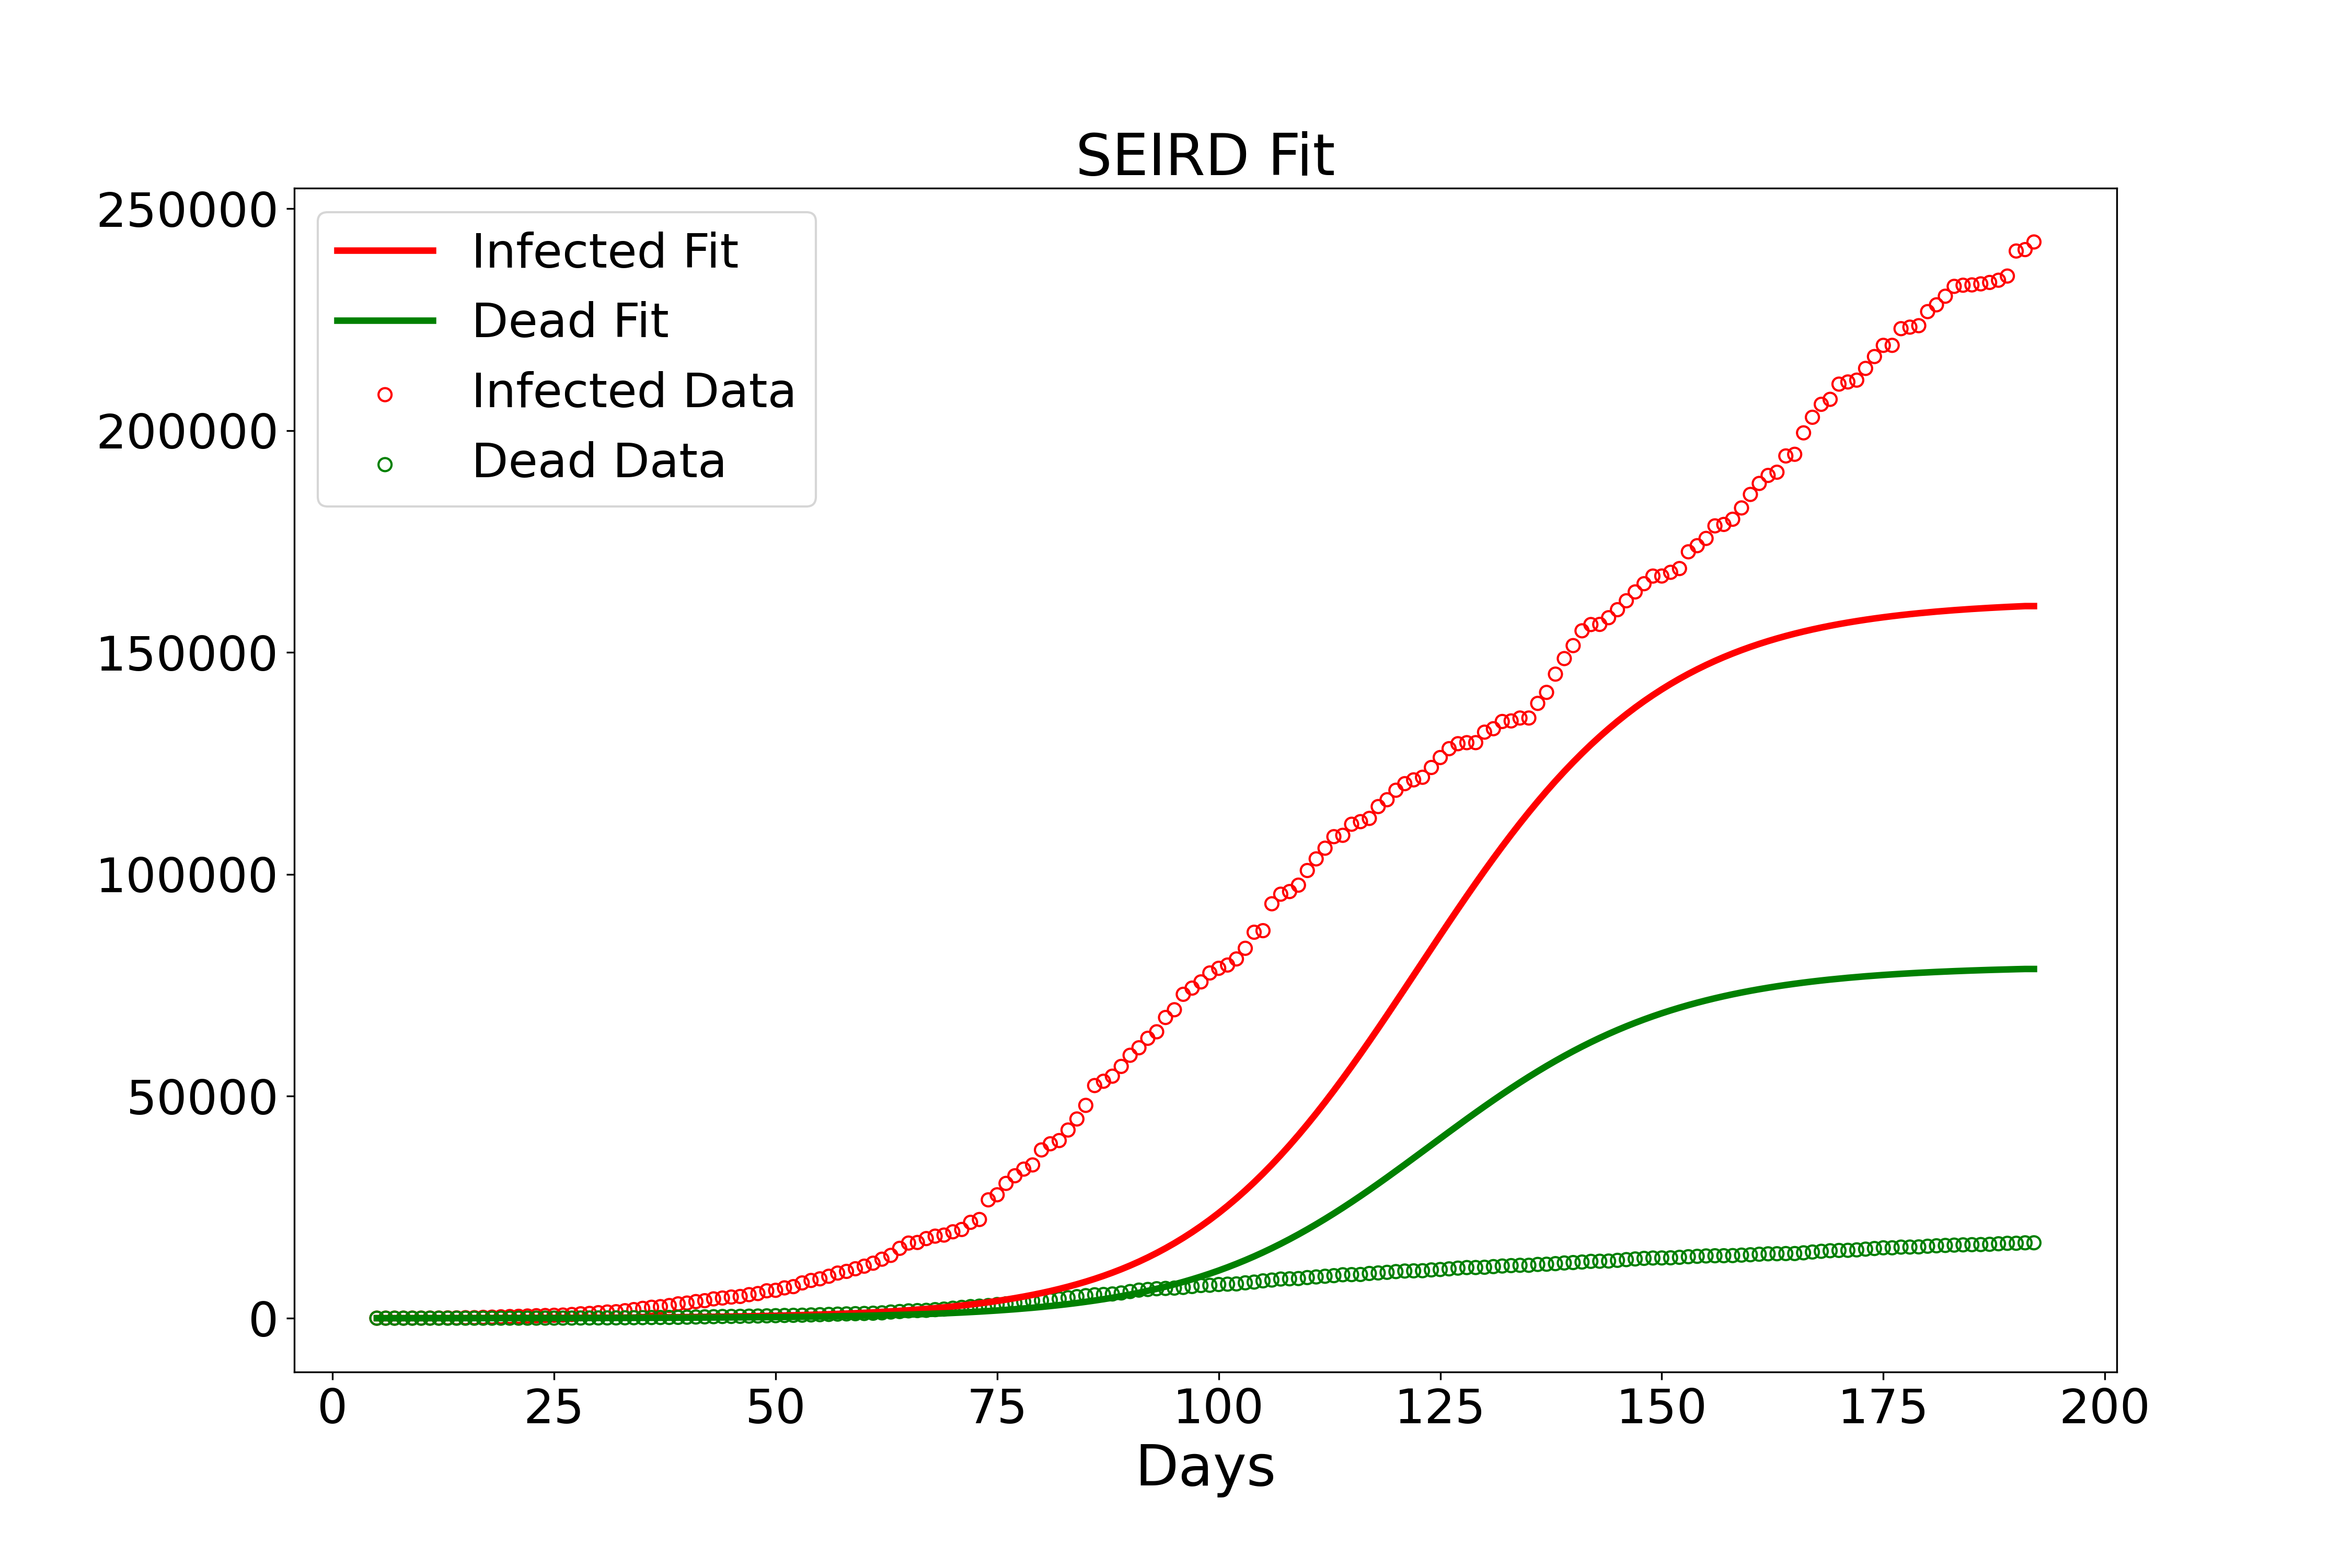 SEIRD Fit
250000
200000
150000
100000
50000
0
Infected Fit
Dead Fit
Infected Data
Dead Data
0 25 50 75 100 125 150 175 200
Days